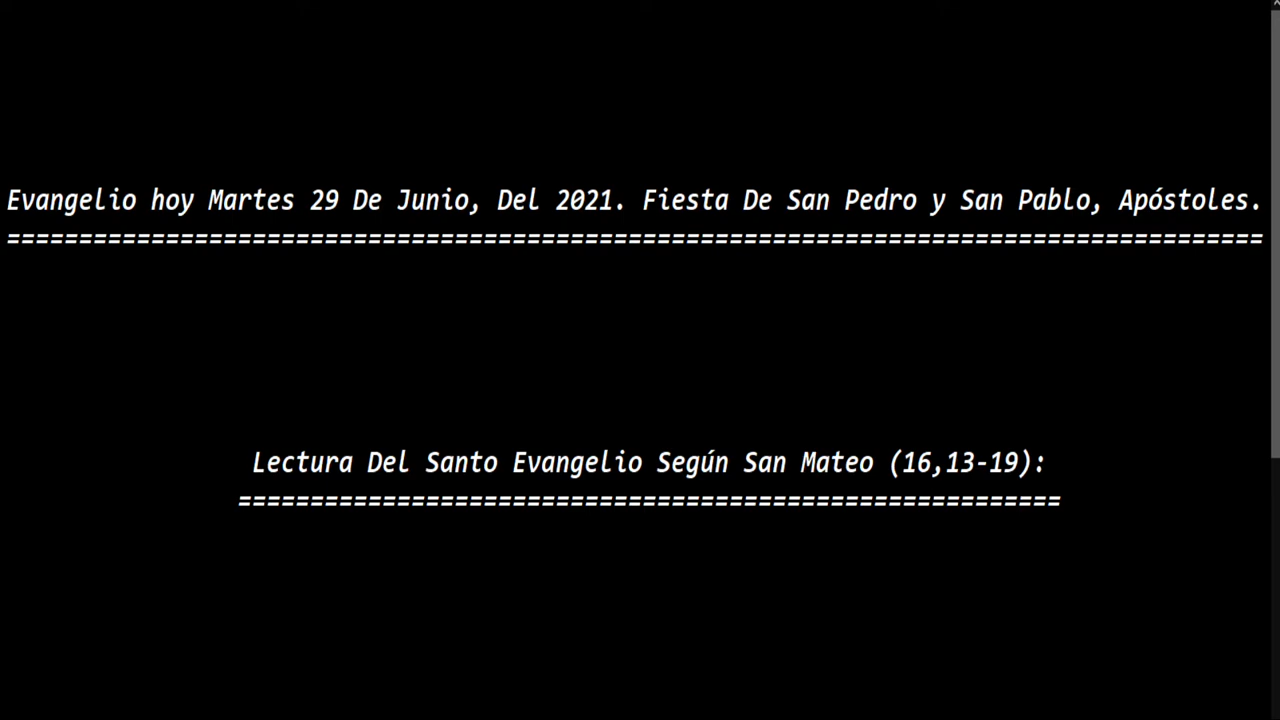 Evangelio hoy Martes 29 De Junio, Del 2021. Fiesta De San Pedro y San Pablo, Apóstoles.
=======================================================================================
Lectura Del Santo Evangelio Según San Mateo (16,13-19):
=========================================================